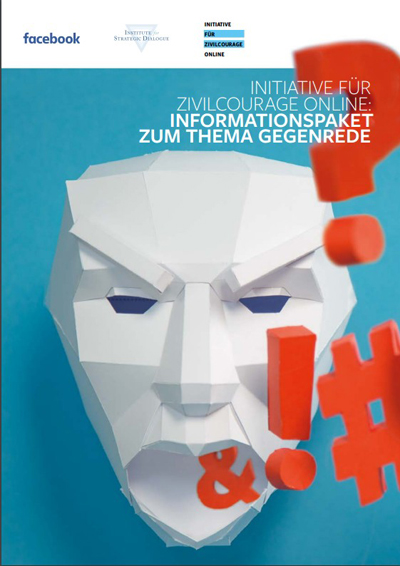 facebook
INSTITUTE for
STRATEGIC DIALOGUE
INITIATIVE
FÜR
ZIVILCOURAGE
ONLINE
INITIATIVE FÜR
ZIVILCOURAGE ONLINE:
INFORMATIONSPAKET
ZUM THEMA GEGENREDE
?
!
#
&